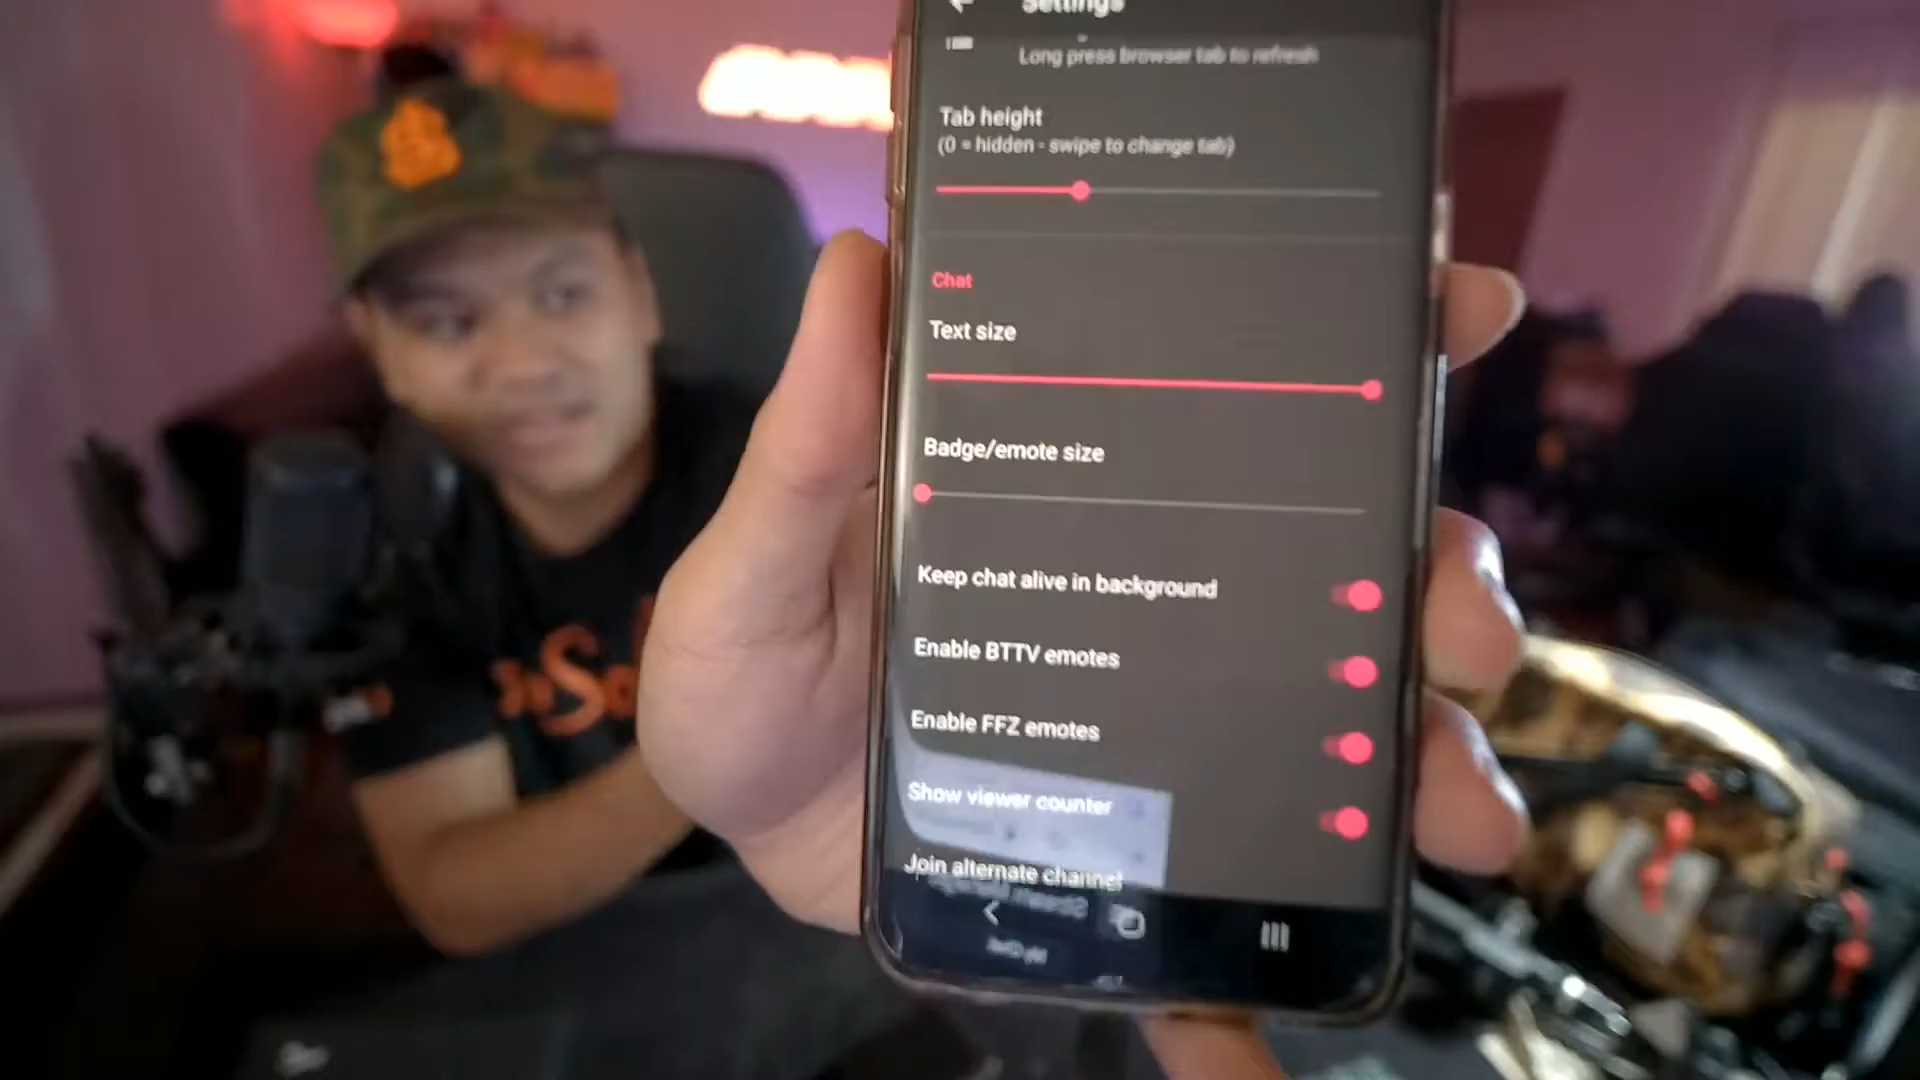 Settings
Long press browser tab to refresh
Tab height
(0 = hidden - swipe to change tab)
Chat
Text size
Badge/emote size
Keep chat alive in background
Enable BTTV emotes
Enable FFZ emotes
Show viewer counter
Join alternate channel